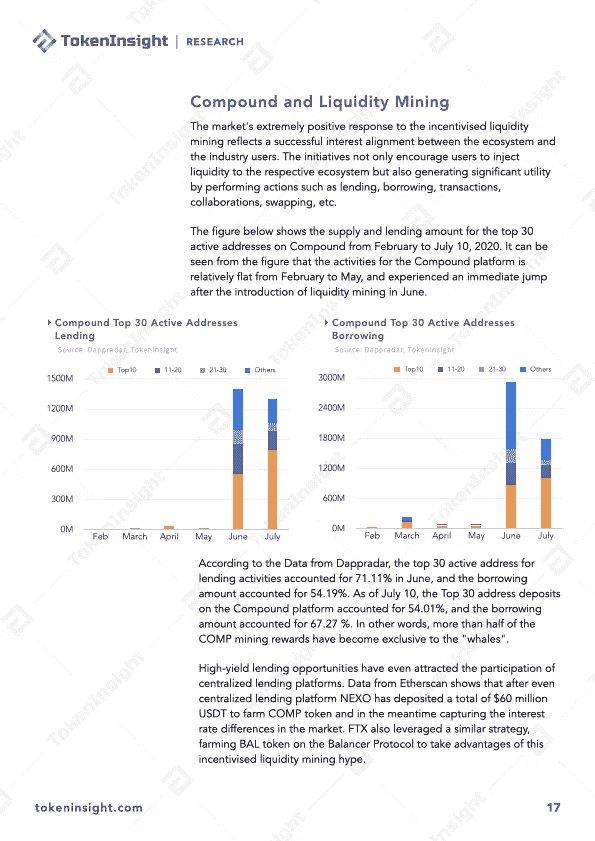 TokenInsight | RESEARCH
Compound and Liquidity Mining
The market's extremely positive response to the incentivised liquidity
mining reflects a successful interest alignment between the ecosystem and
the industry users. The initiatives not only encourage users to inject
liquidity to the respective ecosystem but also generating significant utility
by performing actions such as lending, borrowing, transactions,
collaborations, swapping, etc.
The figure below shows the supply and lending amount for the top 30
active addresses on Compound from February to July 10, 2020. It can be
seen from the figure that the activities for the Compound platform is
relatively flat from February to May, and experienced an immediate jump
after the introduction of liquidity mining in June.
Compound Top 30 Active Addresses
Lending
Source: Dappradar, TokenInsight
Top10 11-20 21-30 Others
1500M
1200M
900M
600M
300M
0M
Feb March April May June July
Compound Top 30 Active Addresses
Borrowing
Source: Dappradar, TokenInsight
Top10 11-20 21-30 Others
3000M
2400M
1800M
1200M
600M
0M
Feb March April May June July
According to the Data from Dappradar, the top 30 active address for
lending activities accounted for 71.11% in June, and the borrowing
amount accounted for 54.19%. As of July 10, the Top 30 address deposits
on the Compound platform accounted for 54.01%, and the borrowing
amount accounted for 67.27 %. In other words, more than half of the
COMP mining rewards have become exclusive to the "whales".
High-yield lending opportunities have even attracted the participation of
centralized lending platforms. Data from Etherscan shows that after even
centralized lending platform NEXO has deposited a total of $60 million
USDT to farm COMP token and in the meantime capturing the interest
rate differences in the market. FTX also leveraged a similar strategy,
farming BAL token on the Balancer Protocol to take advantages of this
incentivised liquidity mining hype.
tokeninsight.com
17